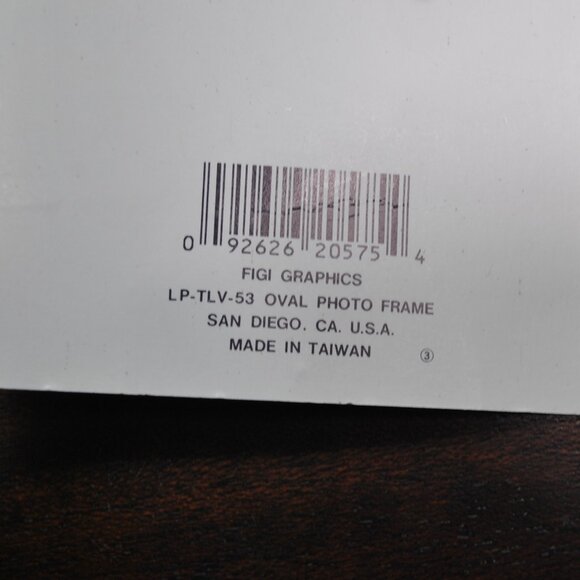 0 92626 20575 4
FIGI GRAPHICS
LP-TLV-53 OVAL PHOTO FRAME
SAN DIEGO, CA. U.S.A.
MADE IN TAIWAN ③